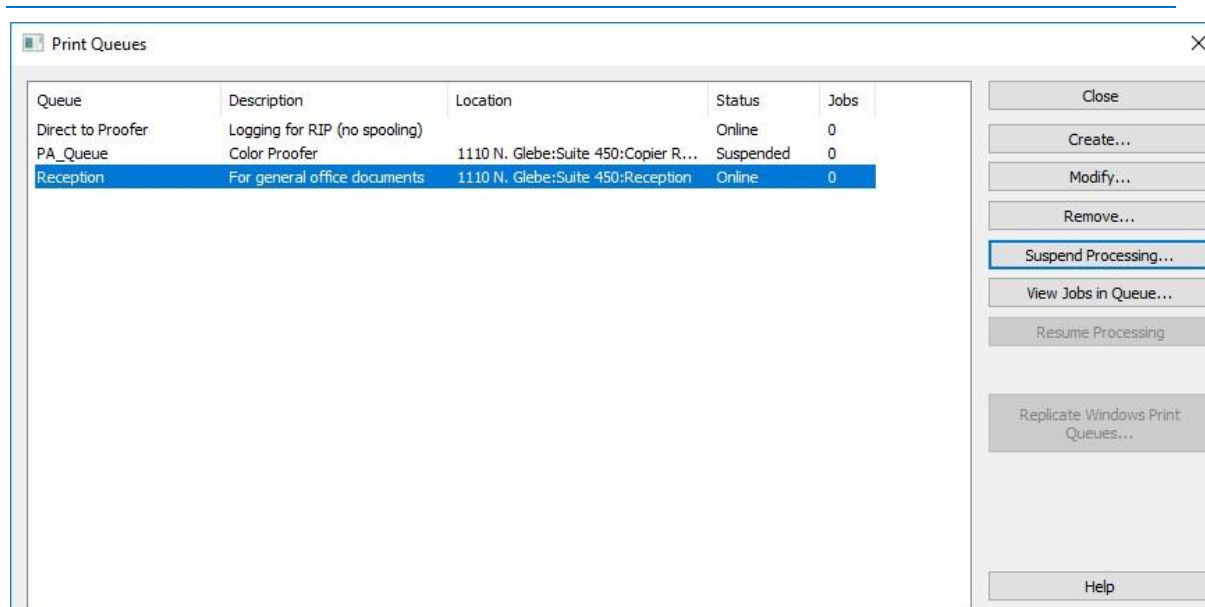 Print Queues
Queue Description Location Status Jobs
Direct to Proofer Logging for RIP (no spooling) Online 0
PA_Queue Color Proofer 1110 N. Glebe:Suite 450:Copier R... Suspended 0
Reception For general office documents 1110 N. Glebe:Suite 450:Reception Online 0
Close
Create...
Modify...
Remove...
Suspend Processing...
View Jobs in Queue...
Resume Processing
Replicate Windows Print
Queues...
Help